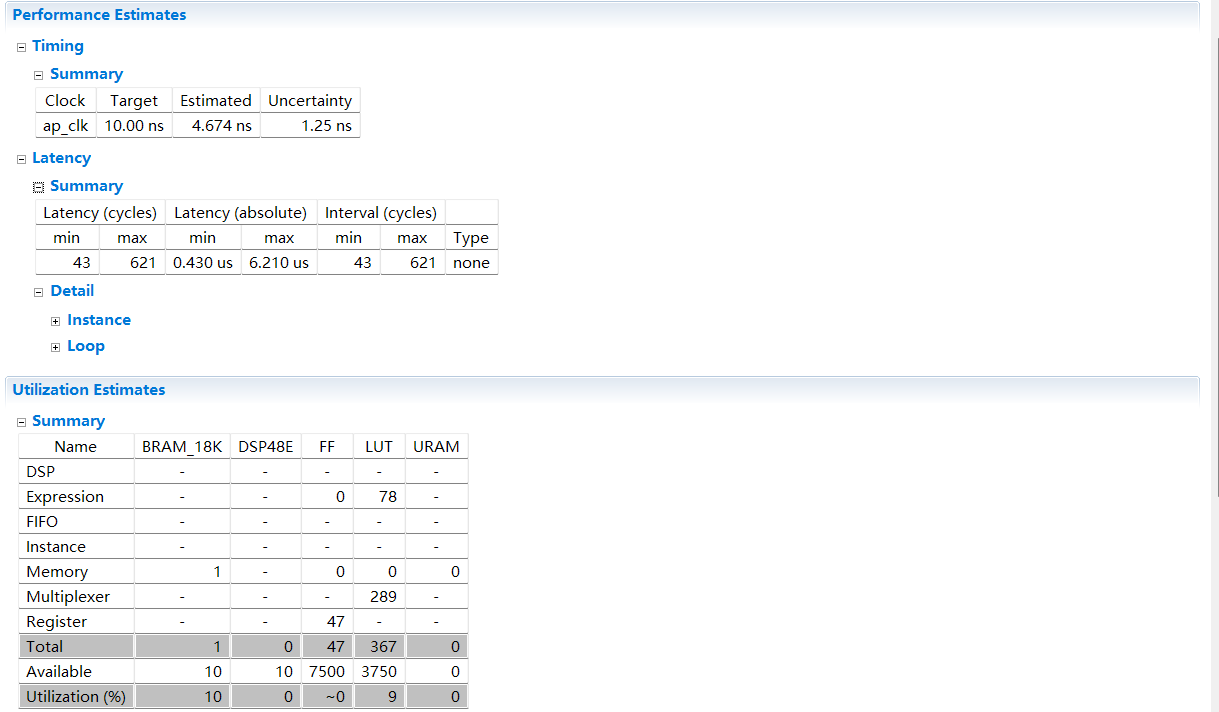 Performance Estimates
Timing
Summary
Clock Target Estimated Uncertainty
ap_clk 10.00 ns 4.674 ns 1.25 ns
Latency
Summary
Latency (cycles) Latency (absolute) Interval (cycles)
min max min max min max Type
43 621 0.430 us 6.210 us 43 621 none
Detail
Instance
Loop
Utilization Estimates
Summary
Name BRAM_18K DSP48E FF LUT URAM
DSP - - - - -
Expression - - 0 78 -
FIFO - - - - -
Instance - - - - -
Memory 1 - 0 0 0
Multiplexer - - - 289 -
Register - - 47 - -
Total 1 0 47 367 0
Available 10 10 7500 3750 0
Utilization (%) 10 0 ~0 9 0